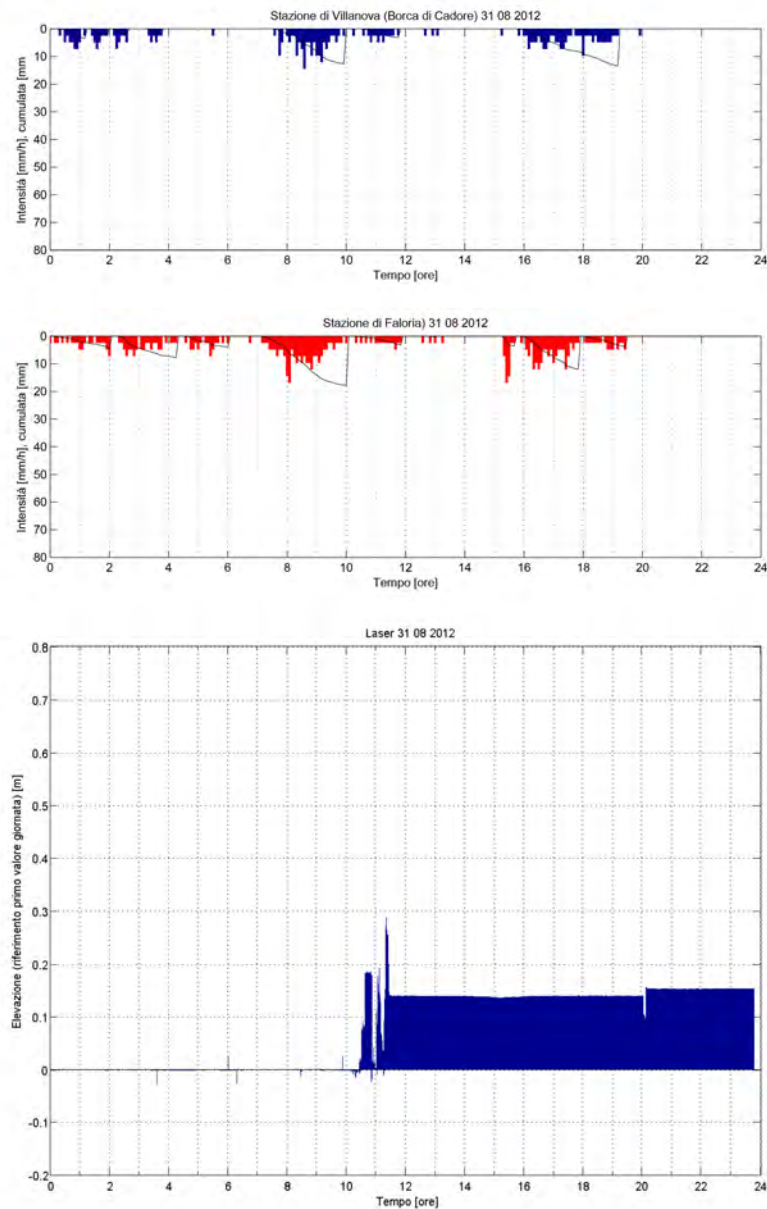 Stazione di Villanova (Borca di Cadore) 31 08 2012
Intensità [mm/h], cumulata [mm
0
10
20
30
40
50
60
70
80
0 2 4 6 8 10 12 14 16 18 20 22 24
Tempo [ore]
Stazione di Faloria) 31 08 2012
Intensità [mm/h], cumulata [mm]
0
10
20
30
40
50
60
70
80
0 2 4 6 8 10 12 14 16 18 20 22 24
Tempo [ore]
Laser 31 08 2012
Elevazione (riferimento primo valore giornata) [m]
0.8
0.7
0.6
0.5
0.4
0.3
0.2
0.1
0
-0.1
-0.2
0 2 4 6 8 10 12 14 16 18 20 22 24
Tempo [ore]